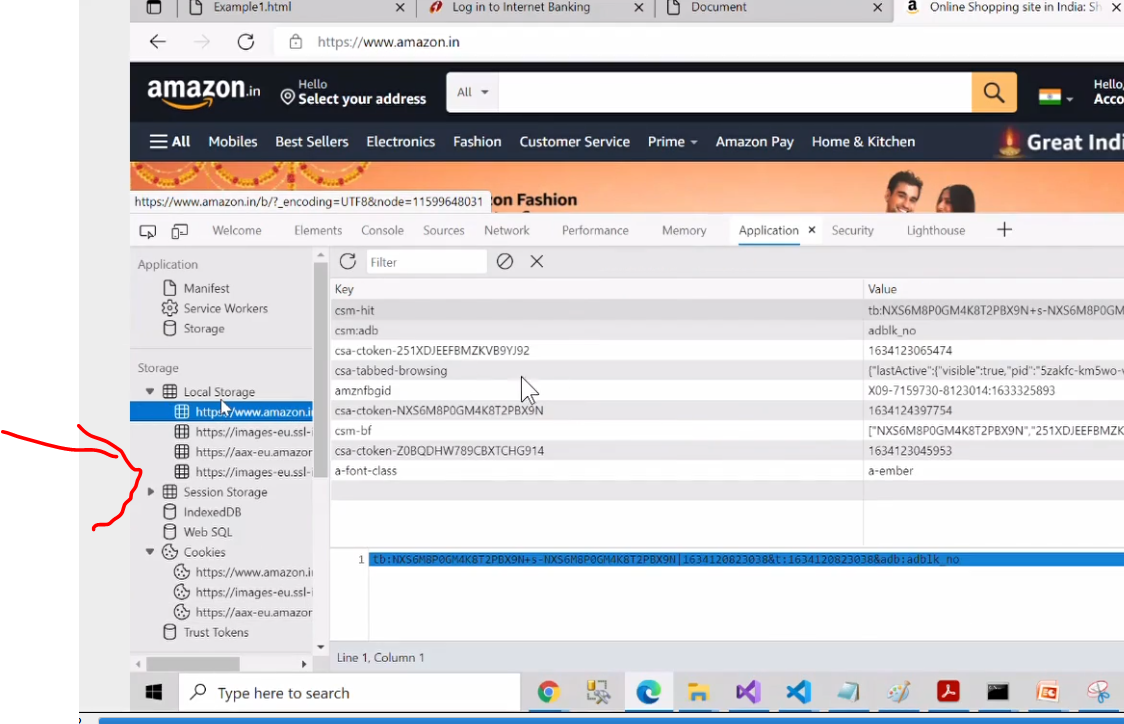 Example1.html
Log in to Internet Banking
Document
Online Shopping site in India: Sh
https://www.amazon.in
amazon.in
Hello
Select your address
All
Hello,
Acco
All Mobiles Best Sellers Electronics Fashion Customer Service Prime Amazon Pay Home & Kitchen
Great Indi
https://www.amazon.in/b/?_encoding=UTF8&node=11599648031
on Fashion
Welcome Elements Console Sources Network Performance Memory Application Security Lighthouse
Application
Filter
Manifest
Service Workers
Storage
Storage
Local Storage
https://www.amazon.i
https://images-eu.ssl-
https://aax-eu.amazor
https://images-eu.ssl-
Session Storage
IndexedDB
Web SQL
Cookies
https://www.amazon.i
https://images-eu.ssl-
https://aax-eu.amazor
Trust Tokens
Key Value
csm-hit tb:NXS6M8P0GM4K8T2PBX9N+s-NXS6M8P0GM
csm:adb adblk_no
csa-ctoken-251XDJEEFBMZKVB9YJ92 1634123065474
csa-tabbed-browsing {"lastActive":{"visible":true,"pid":"5zakfc-km5wo-
amznfbgid X09-7159730-8123014:1633325893
csa-ctoken-NXS6M8P0GM4K8T2PBX9N 1634124397754
csm-bf ["NXS6M8P0GM4K8T2PBX9N","251XDJEEFBMZK
csa-ctoken-Z0BQDHW789CBXTCHG914 1634123045953
a-font-class a-ember
1 tb:NXS6M8P0GM4K8T2PBX9N+s-NXS6M8P0GM4K8T2PBX9N|1634120823038&t:1634120823038&adb:adblk_no
Line 1, Column 1
Type here to search